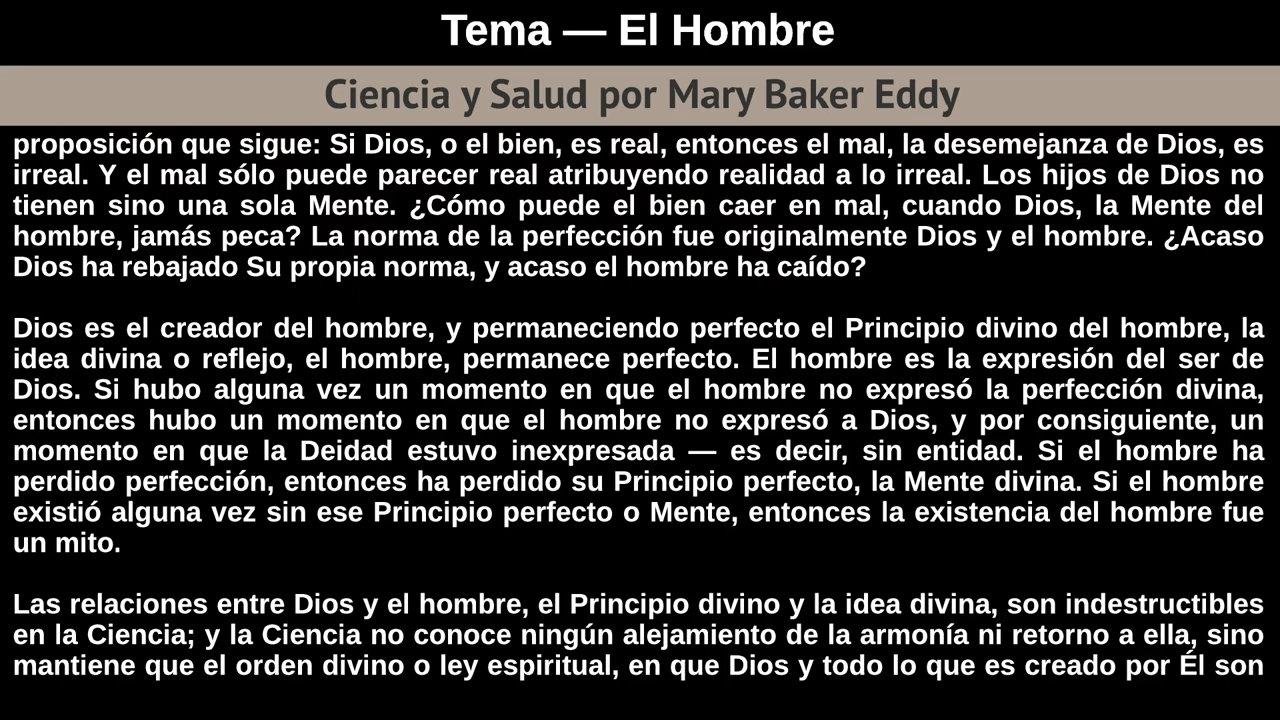 Tema — El Hombre
Ciencia y Salud por Mary Baker Eddy
proposición que sigue: Si Dios, o el bien, es real, entonces el mal, la desemejanza de Dios, es
irreal. Y el mal sólo puede parecer real atribuyendo realidad a lo irreal. Los hijos de Dios no
tienen sino una sola Mente. ¿Cómo puede el bien caer en mal, cuando Dios, la Mente del
hombre, jamás peca? La norma de la perfección fue originalmente Dios y el hombre. ¿Acaso
Dios ha rebajado Su propia norma, y acaso el hombre ha caído?
Dios es el creador del hombre, y permaneciendo perfecto el Principio divino del hombre, la
idea divina o reflejo, el hombre, permanece perfecto. El hombre es la expresión del ser de
Dios. Si hubo alguna vez un momento en que el hombre no expresó la perfección divina,
entonces hubo un momento en que el hombre no expresó a Dios, y por consiguiente, un
momento en que la Deidad estuvo inexpresada — es decir, sin entidad. Si el hombre ha
perdido perfección, entonces ha perdido su Principio perfecto, la Mente divina. Si el hombre
existió alguna vez sin ese Principio perfecto o Mente, entonces la existencia del hombre fue
un mito.
Las relaciones entre Dios y el hombre, el Principio divino y la idea divina, son indestructibles
en la Ciencia; y la Ciencia no conoce ningún alejamiento de la armonía ni retorno a ella, sino
mantiene que el orden divino o ley espiritual, en que Dios y todo lo que es creado por Él son